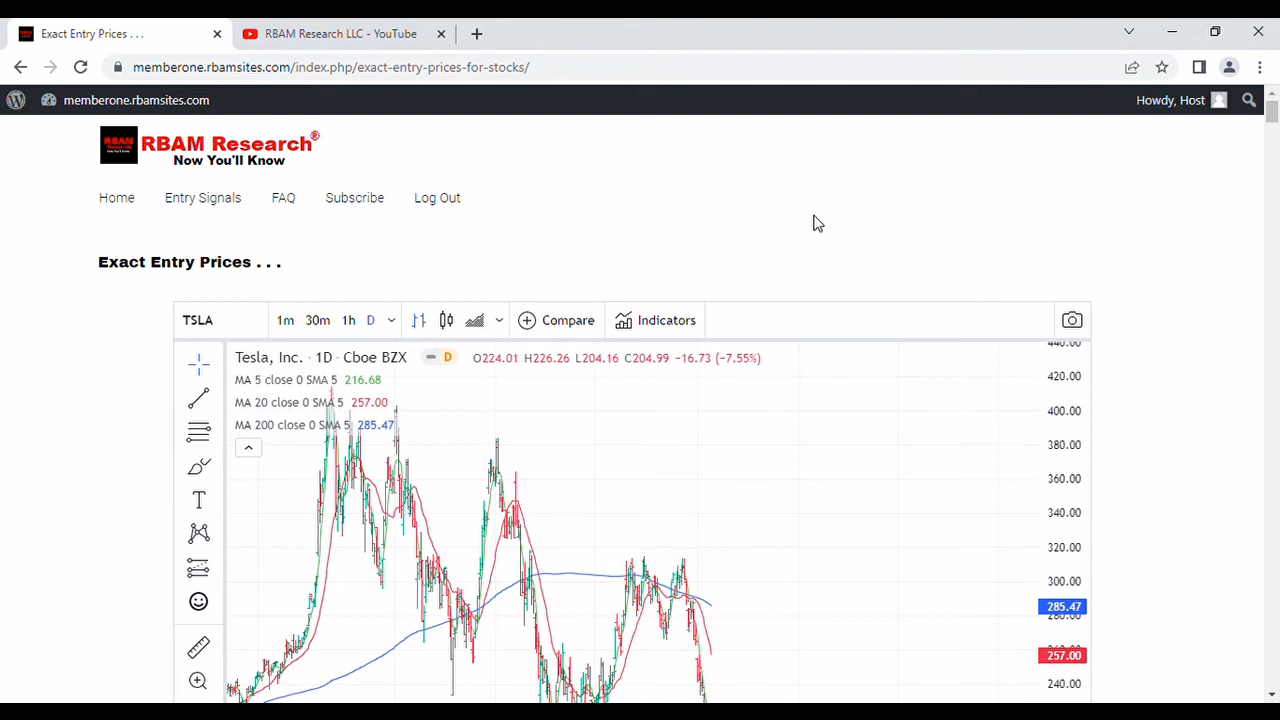 Exact Entry Prices . . .
RBAM Research LLC - YouTube
memberone.rbamsites.com/index.php/exact-entry-prices-for-stocks/
memberone.rbamsites.com
Howdy, Host
RBAM Research®
Now You'll Know
Home Entry Signals FAQ Subscribe Log Out
Exact Entry Prices . . .
TSLA 1m 30m 1h D Compare Indicators
Tesla, Inc. · 1D · Cboe BZX D O224.01 H226.26 L204.16 C204.99 −16.73 (−7.55%)
MA 5 close 0 SMA 5 216.68
MA 20 close 0 SMA 5 257.00
MA 200 close 0 SMA 5 285.47
440.00
420.00
400.00
380.00
360.00
340.00
320.00
300.00
285.47
280.00
257.00
240.00